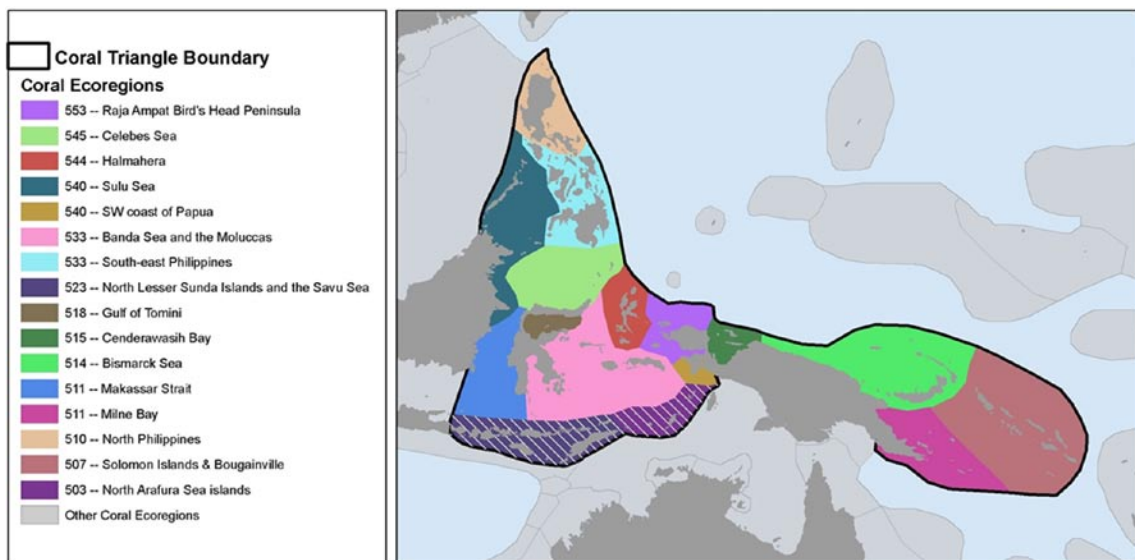 Coral Triangle Boundary
Coral Ecoregions
553 -- Raja Ampat Bird's Head Peninsula
545 -- Celebes Sea
544 -- Halmahera
540 -- Sulu Sea
540 -- SW coast of Papua
533 -- Banda Sea and the Moluccas
533 -- South-east Philippines
523 -- North Lesser Sunda Islands and the Savu Sea
518 -- Gulf of Tomini
515 -- Cenderawasih Bay
514 -- Bismarck Sea
511 -- Makassar Strait
511 -- Milne Bay
510 -- North Philippines
507 -- Solomon Islands & Bougainville
503 -- North Arafura Sea islands
Other Coral Ecoregions